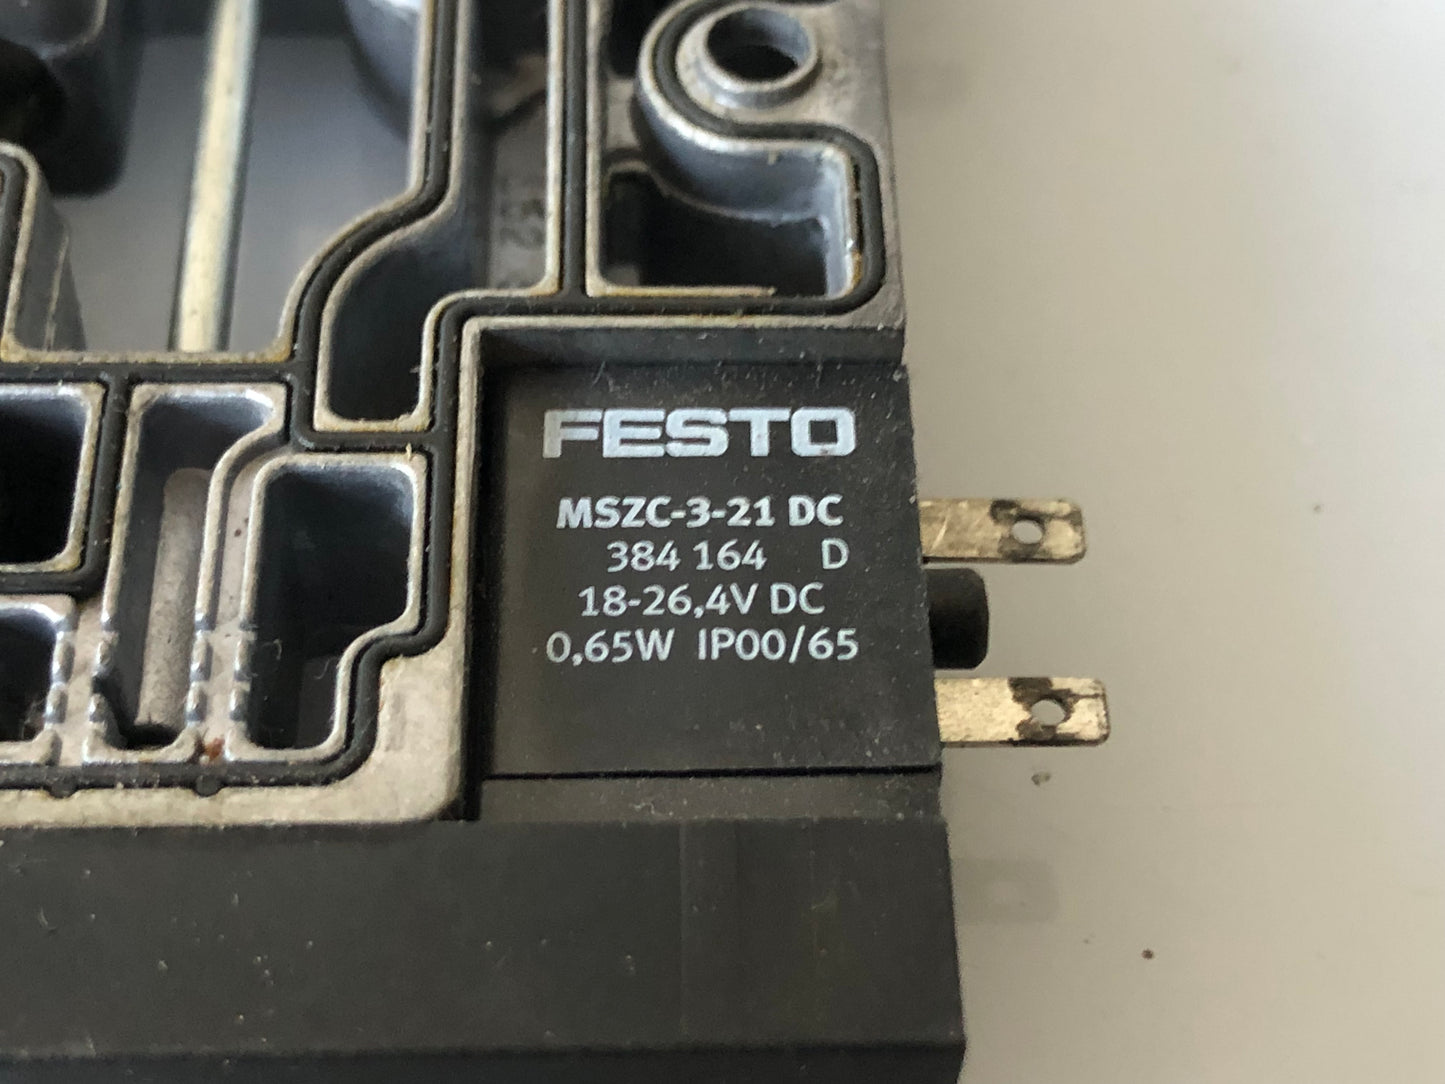 FESTO
MSZC-3-21 DC
384 164 D
18-26,4V DC
0,65W IP00/65